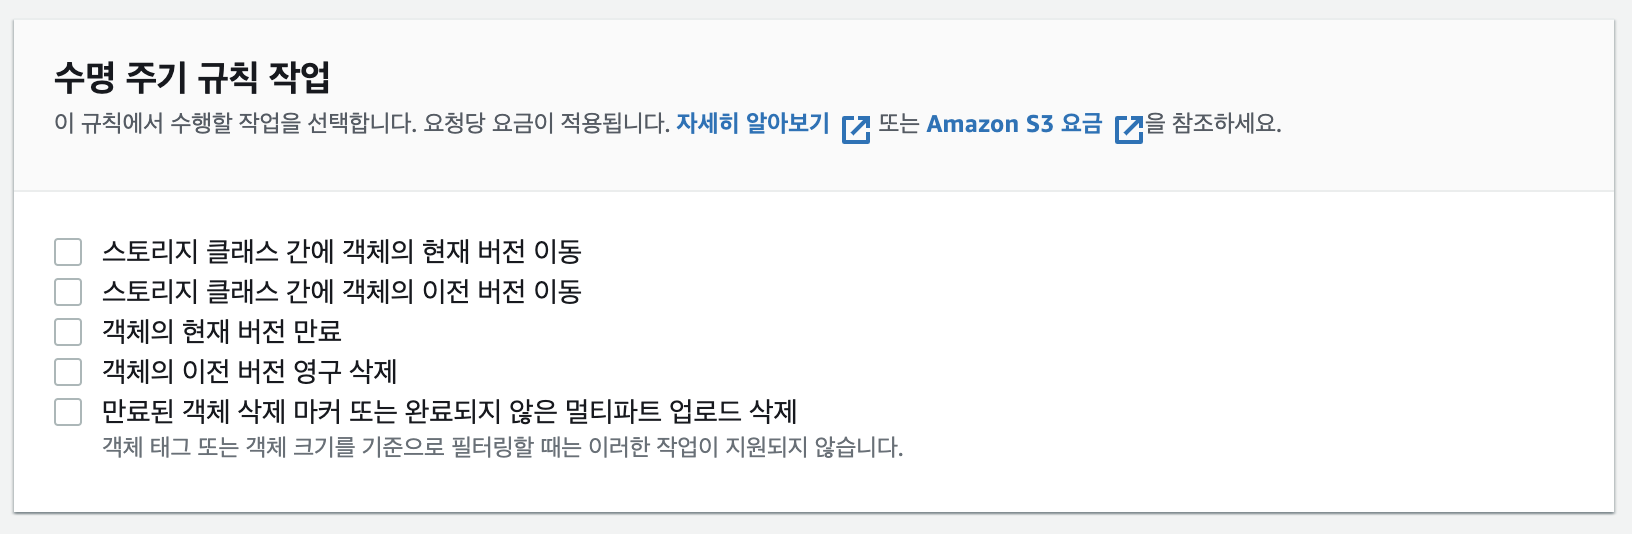 수명 주기 규칙 작업
이 규칙에서 수행할 작업을 선택합니다. 요청당 요금이 적용됩니다. 자세히 알아보기 또는 Amazon S3 요금 을 참조하세요.
스토리지 클래스 간에 객체의 현재 버전 이동
스토리지 클래스 간에 객체의 이전 버전 이동
객체의 현재 버전 만료
객체의 이전 버전 영구 삭제
만료된 객체 삭제 마커 또는 완료되지 않은 멀티파트 업로드 삭제
객체 태그 또는 객체 크기를 기준으로 필터링할 때는 이러한 작업이 지원되지 않습니다.